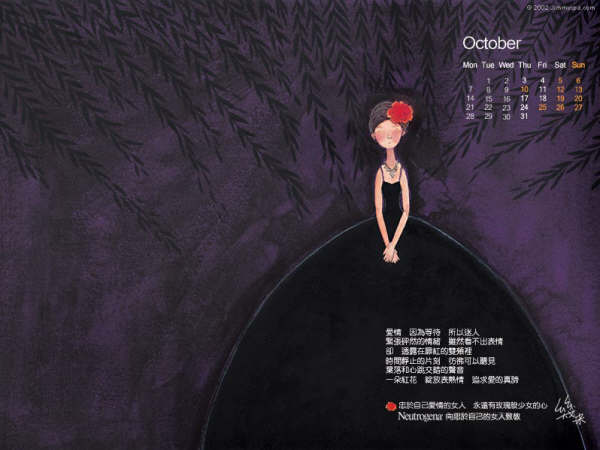 © 2002 Jimmyspa.com
October
Mon Tue Wed Thu Fri Sat Sun
1 2 3 4 5 6
7 8 9 10 11 12 13
14 15 16 17 18 19 20
21 22 23 24 25 26 27
28 29 30 31
愛情 因為等待 所以迷人
緊張砰然的情緒 雖然看不出表情
卻 透露在扉紅的雙頰裡
時間靜止的片刻 彷彿可以聽見
葉落和心跳交錯的聲音
一朵紅花 綻放表熱情 追求愛的真諦
忠於自己愛情的女人 永遠有玫瑰般少女的心
Neutrogena 向忠於自己的女人致敬